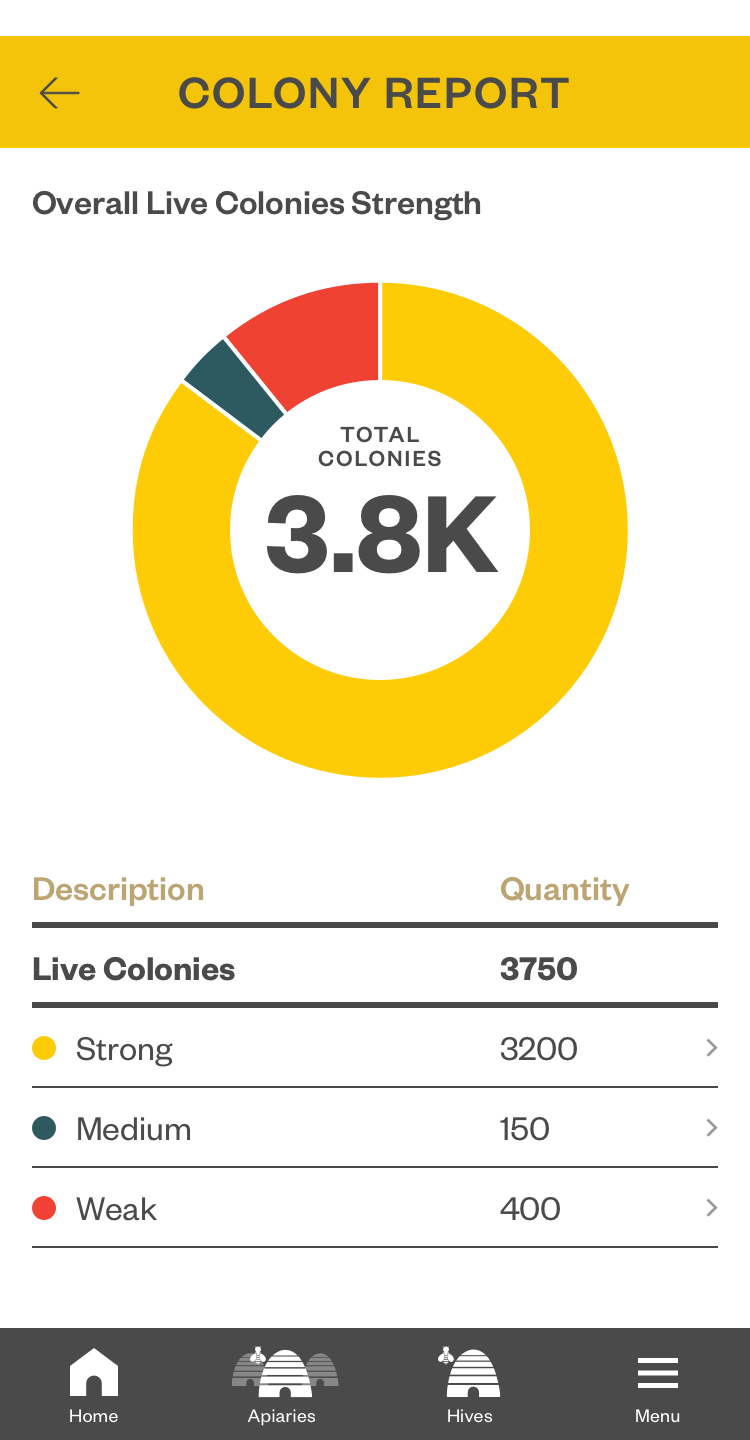 COLONY REPORT
Overall Live Colonies Strength
TOTAL
COLONIES
3.8K
Description Quantity
Live Colonies 3750
Strong 3200
Medium 150
Weak 400
Home Apiaries Hives Menu